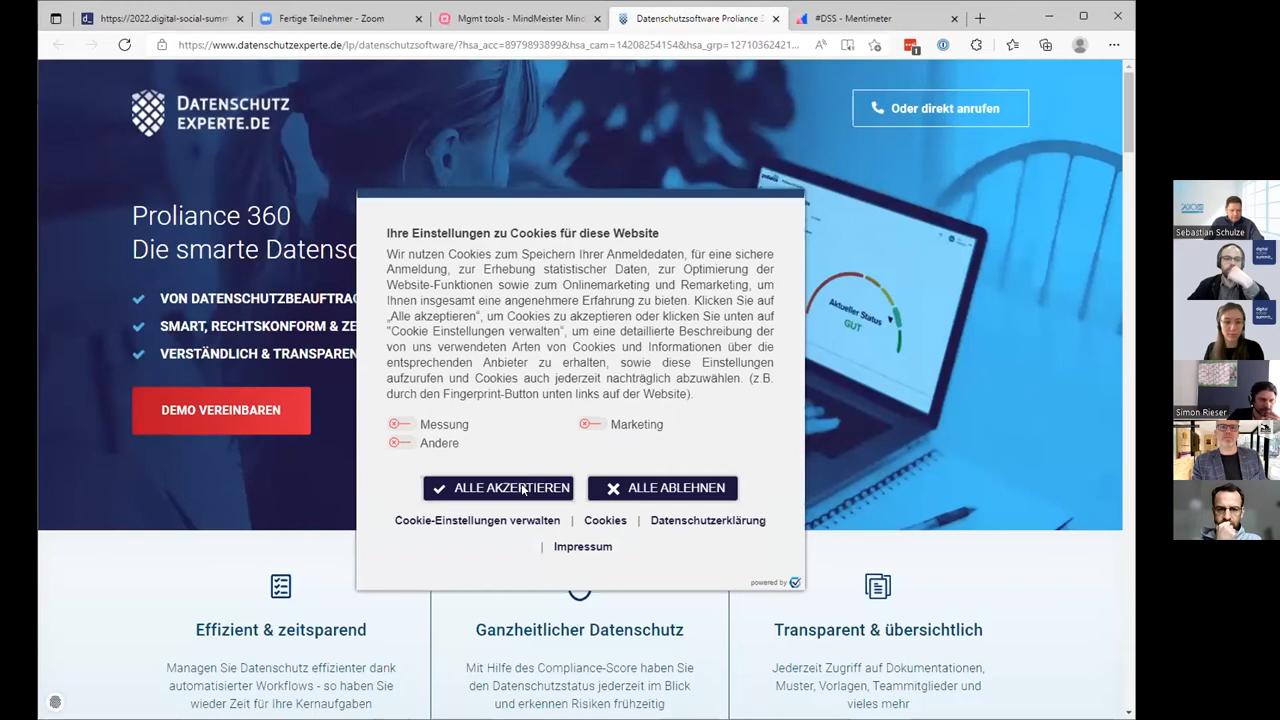 https://2022.digital-social-summ
Fertige Teilnehmer - Zoom
Mgmt tools - MindMeister Mind
Datenschutzsoftware Proliance 3
#DSS - Mentimeter
https://www.datenschutzexperte.de/lp/datenschutzsoftware/?hsa_acc=8979893899&hsa_cam=14208254154&hsa_grp=12710362421...
1
DATENSCHUTZ
EXPERTE.DE
Oder direkt anrufen
Proliance 360
Die smarte Datensc
VON DATENSCHUTZBEAUFTRAG
SMART, RECHTSKONFORM & ZE
VERSTÄNDLICH & TRANSPAREN
DEMO VEREINBAREN
Aktueller Status
GUT
Ihre Einstellungen zu Cookies für diese Website
Wir nutzen Cookies zum Speichern Ihrer Anmeldedaten, für eine sichere
Anmeldung, zur Erhebung statistischer Daten, zur Optimierung der
Website-Funktionen sowie zum Onlinemarketing und Remarketing, um
Ihnen insgesamt eine angenehmere Erfahrung zu bieten. Klicken Sie auf
„Alle akzeptieren“, um Cookies zu akzeptieren oder klicken Sie unten auf
"Cookie Einstellungen verwalten“, um eine detaillierte Beschreibung der
von uns verwendeten Arten von Cookies und Informationen über die
entsprechenden Anbieter zu erhalten, sowie diese Einstellungen
aufzurufen und Cookies auch jederzeit nachträglich abzuwählen. (z.B.
durch den Fingerprint-Button unten links auf der Website).
Messung
Marketing
Andere
ALLE AKZEPTIEREN
ALLE ABLEHNEN
Cookie-Einstellungen verwalten | Cookies | Datenschutzerklärung
| Impressum
powered by
Effizient & zeitsparend
Managen Sie Datenschutz effizienter dank
automatisierter Workflows - so haben Sie
wieder Zeit für Ihre Kernaufgaben
Ganzheitlicher Datenschutz
Mit Hilfe des Compliance-Score haben Sie
den Datenschutzstatus jederzeit im Blick
und erkennen Risiken frühzeitig
Transparent & übersichtlich
Jederzeit Zugriff auf Dokumentationen,
Muster, Vorlagen, Teammitglieder und
vieles mehr
Sebastian Schulze
digital
social
summit
digital
social
summit
Simon Rieser